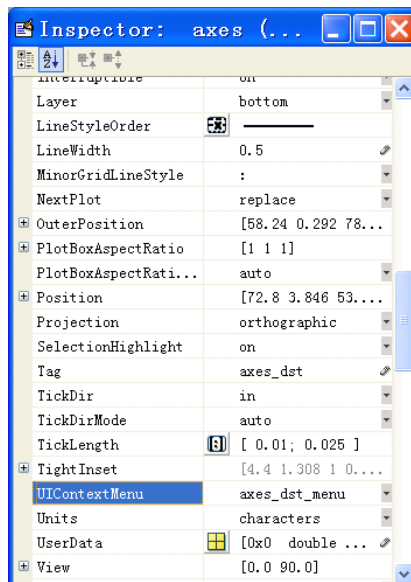 Inspector: axes (...
Interruptible on
Layer bottom
LineStyleOrder
LineWidth 0.5
MinorGridLineStyle :
NextPlot replace
OuterPosition [58.24 0.292 78...
PlotBoxAspectRatio [1 1 1]
PlotBoxAspectRati... auto
Position [72.8 3.846 53....
Projection orthographic
SelectionHighlight on
Tag axes_dst
TickDir in
TickDirMode auto
TickLength [ 0.01; 0.025 ]
TightInset [4.4 1.308 1 0....
UIContextMenu axes_dst_menu
Units characters
UserData [0x0 double ...
View [0.0 90.0]